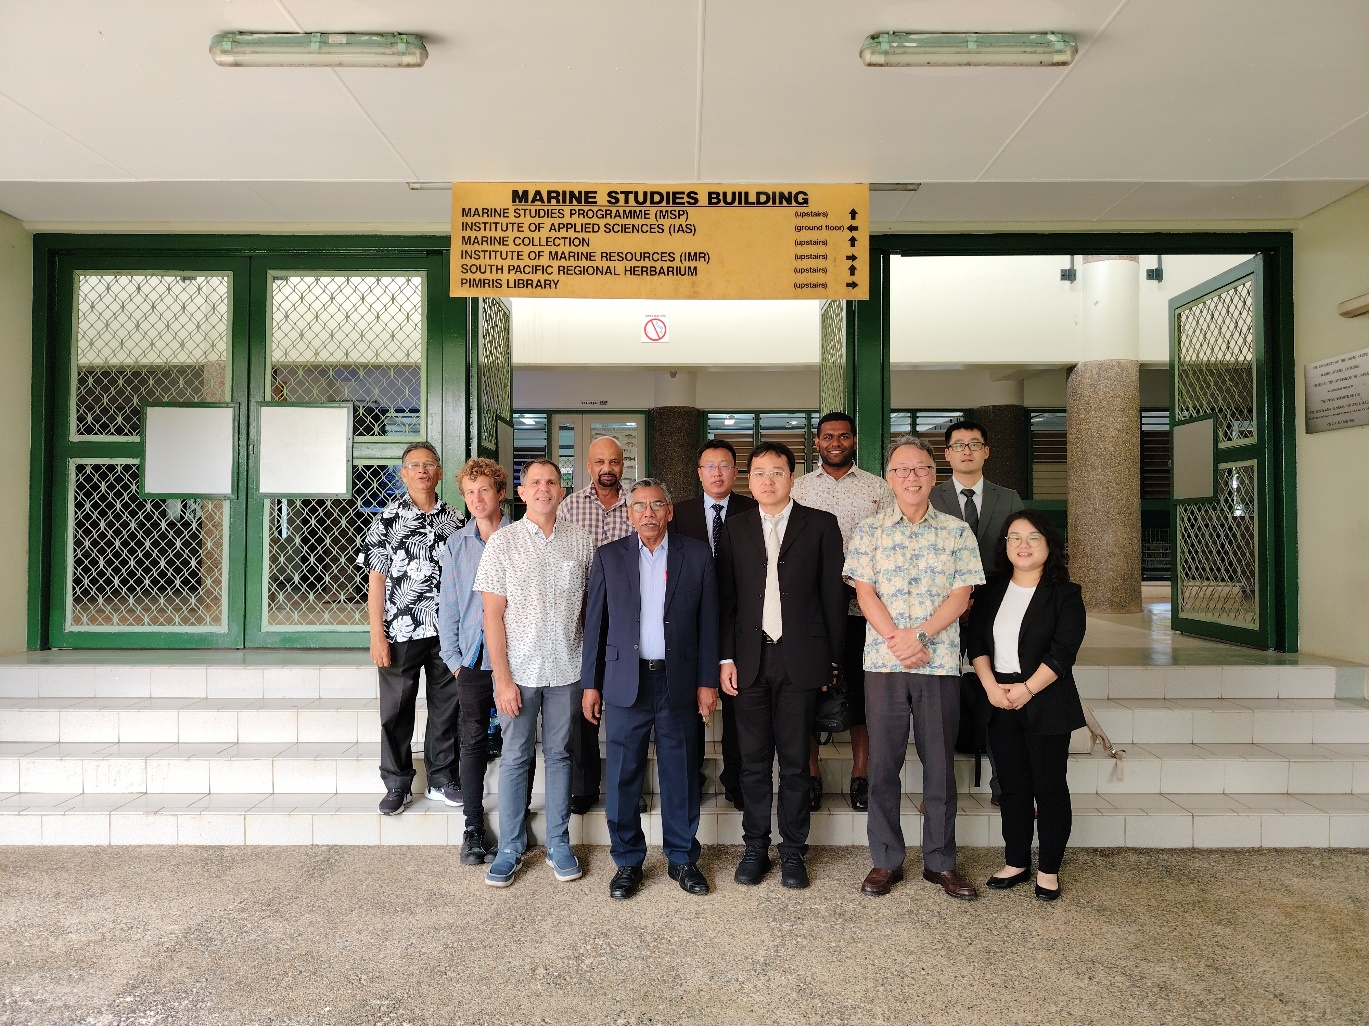 MARINE STUDIES BUILDING
MARINE STUDIES PROGRAMME (MSP) (upstairs)
INSTITUTE OF APPLIED SCIENCES (IAS) (ground floor)
MARINE COLLECTION (upstairs)
INSTITUTE OF MARINE RESOURCES (IMR) (upstairs)
SOUTH PACIFIC REGIONAL HERBARIUM (upstairs)
PIMRIS LIBRARY (upstairs)